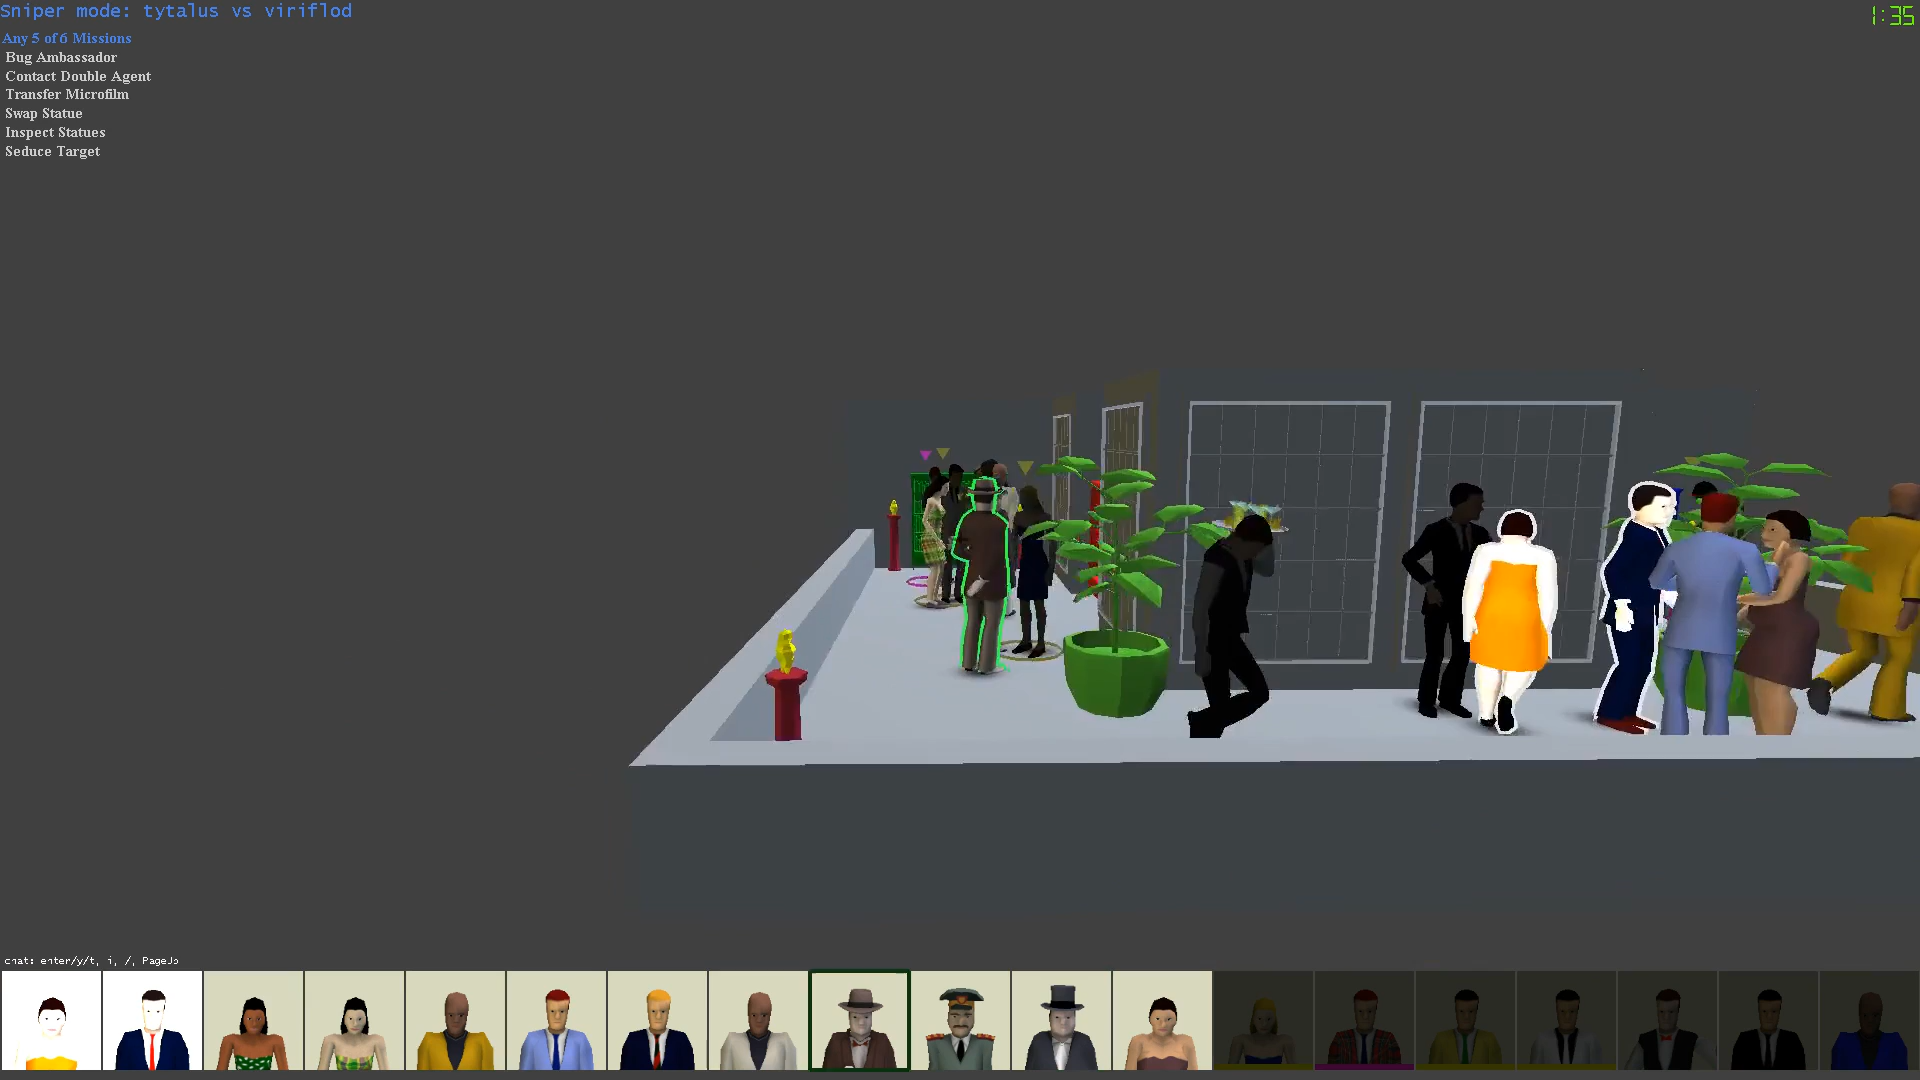 Sniper mode: tytalus vs viriflod
1:35
Any 5 of 6 Missions
Bug Ambassador
Contact Double Agent
Transfer Microfilm
Swap Statue
Inspect Statues
Seduce Target
chat: enter/y/t, i, /, PageUp